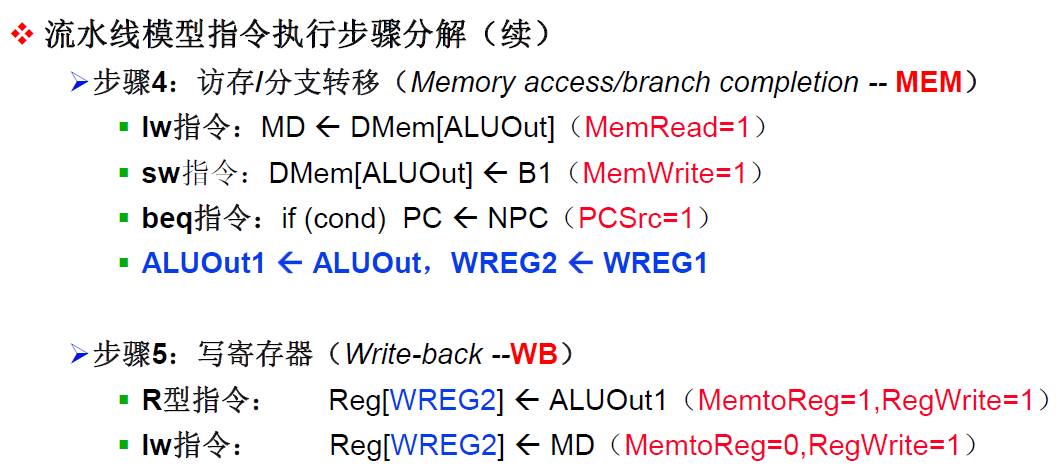 ❖ 流水线模型指令执行步骤分解（续）
➢步骤4：访存/分支转移（Memory access/branch completion -- MEM）
▪ lw指令：MD ← DMem[ALUOut]（MemRead=1）
▪ sw指令：DMem[ALUOut] ← B1（MemWrite=1）
▪ beq指令：if (cond) PC ← NPC（PCSrc=1）
▪ ALUOut1 ← ALUOut，WREG2 ← WREG1
➢步骤5：写寄存器（Write-back --WB）
▪ R型指令： Reg[WREG2] ← ALUOut1（MemtoReg=1,RegWrite=1）
▪ lw指令： Reg[WREG2] ← MD（MemtoReg=0,RegWrite=1）